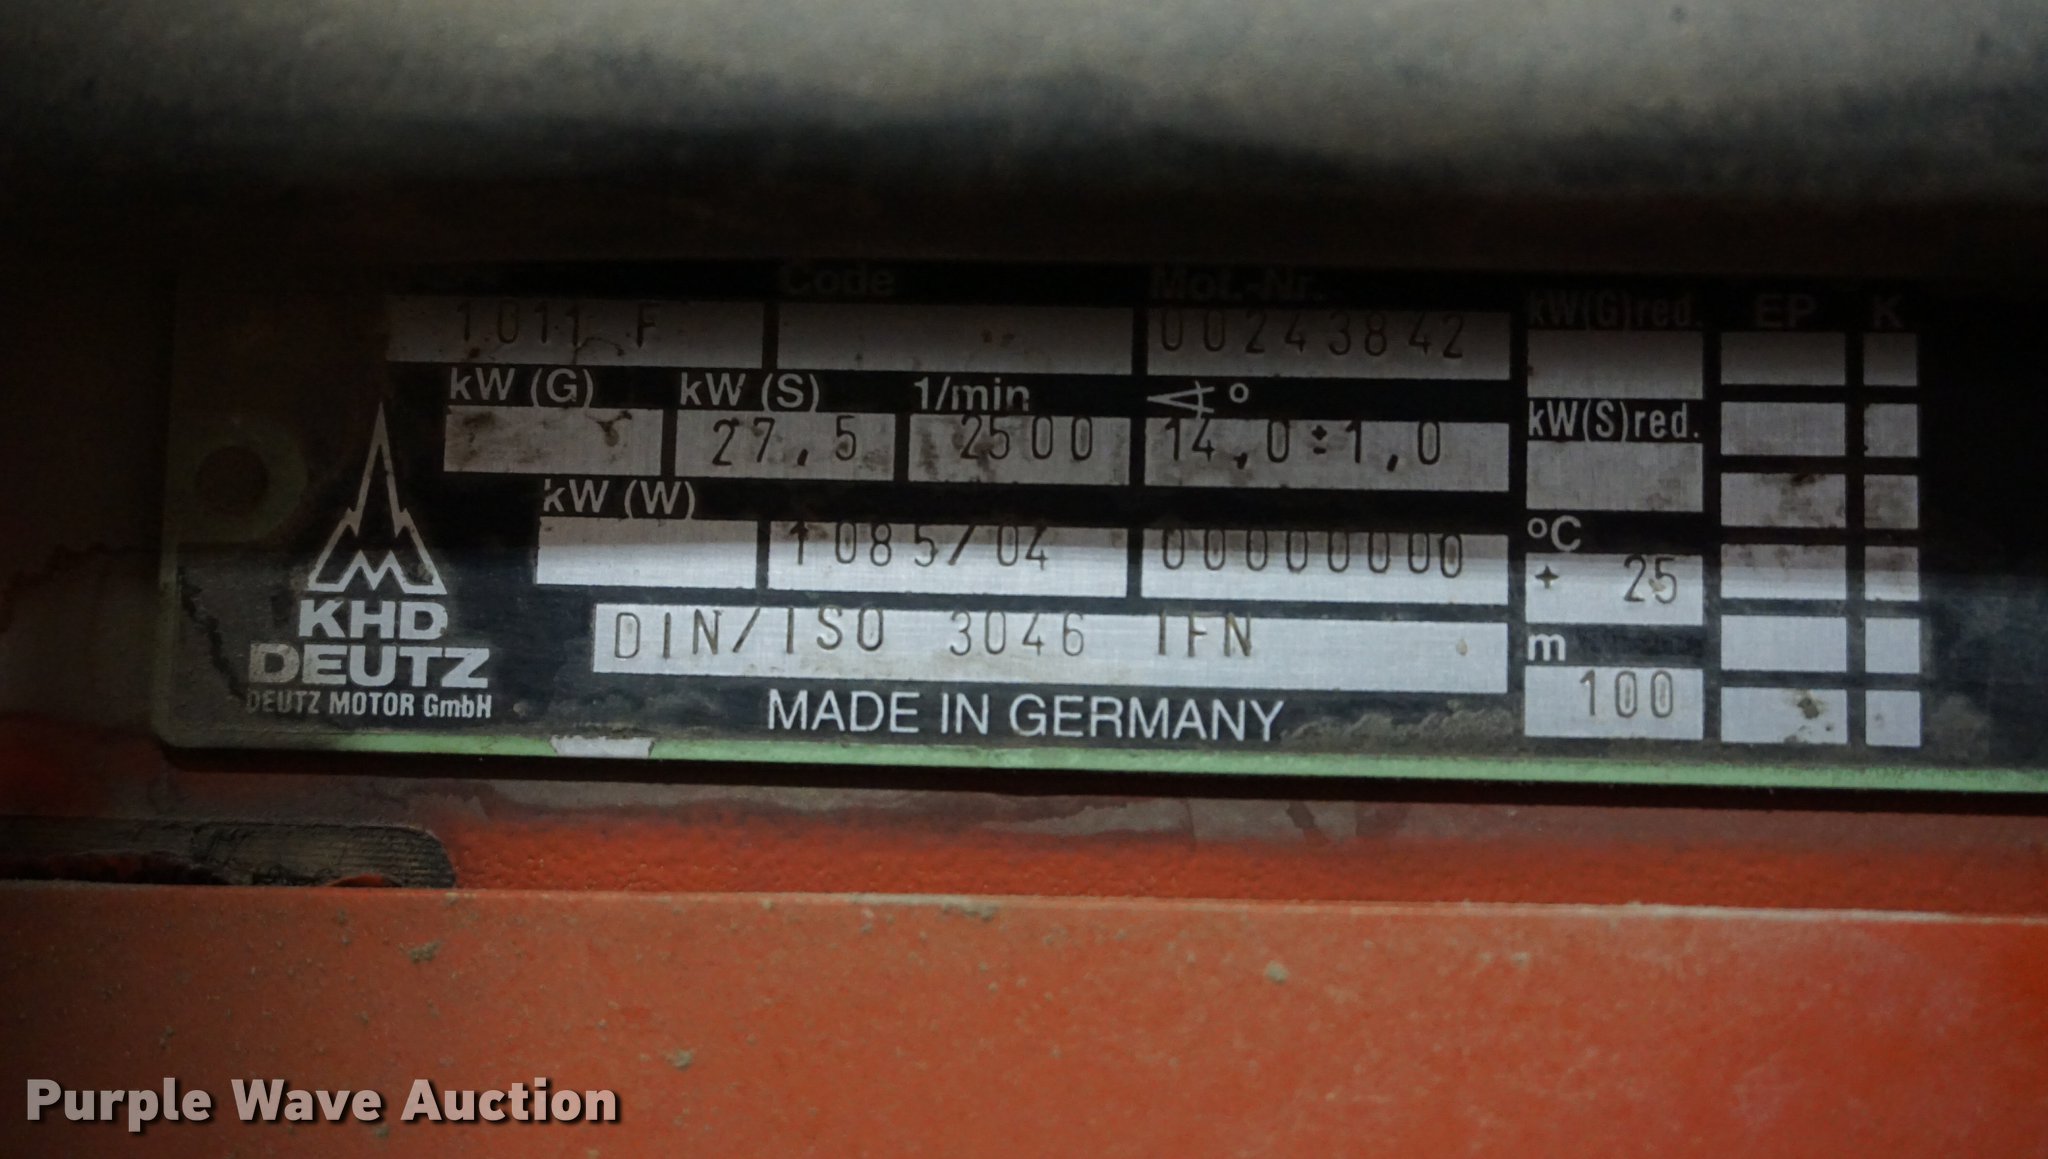 Code Mot.-Nr.
1011 F 00243842
kW (G) kW (S) 1/min ∢°
27,5 2500 14,0±1,0
kW (W)
1085/04 00000000
DIN/ISO 3046 IFN
MADE IN GERMANY
KHD
DEUTZ
DEUTZ MOTOR GmbH
kW(G)red. EP K
kW(S)red.
°C
+ 25
m
100
Purple Wave Auction